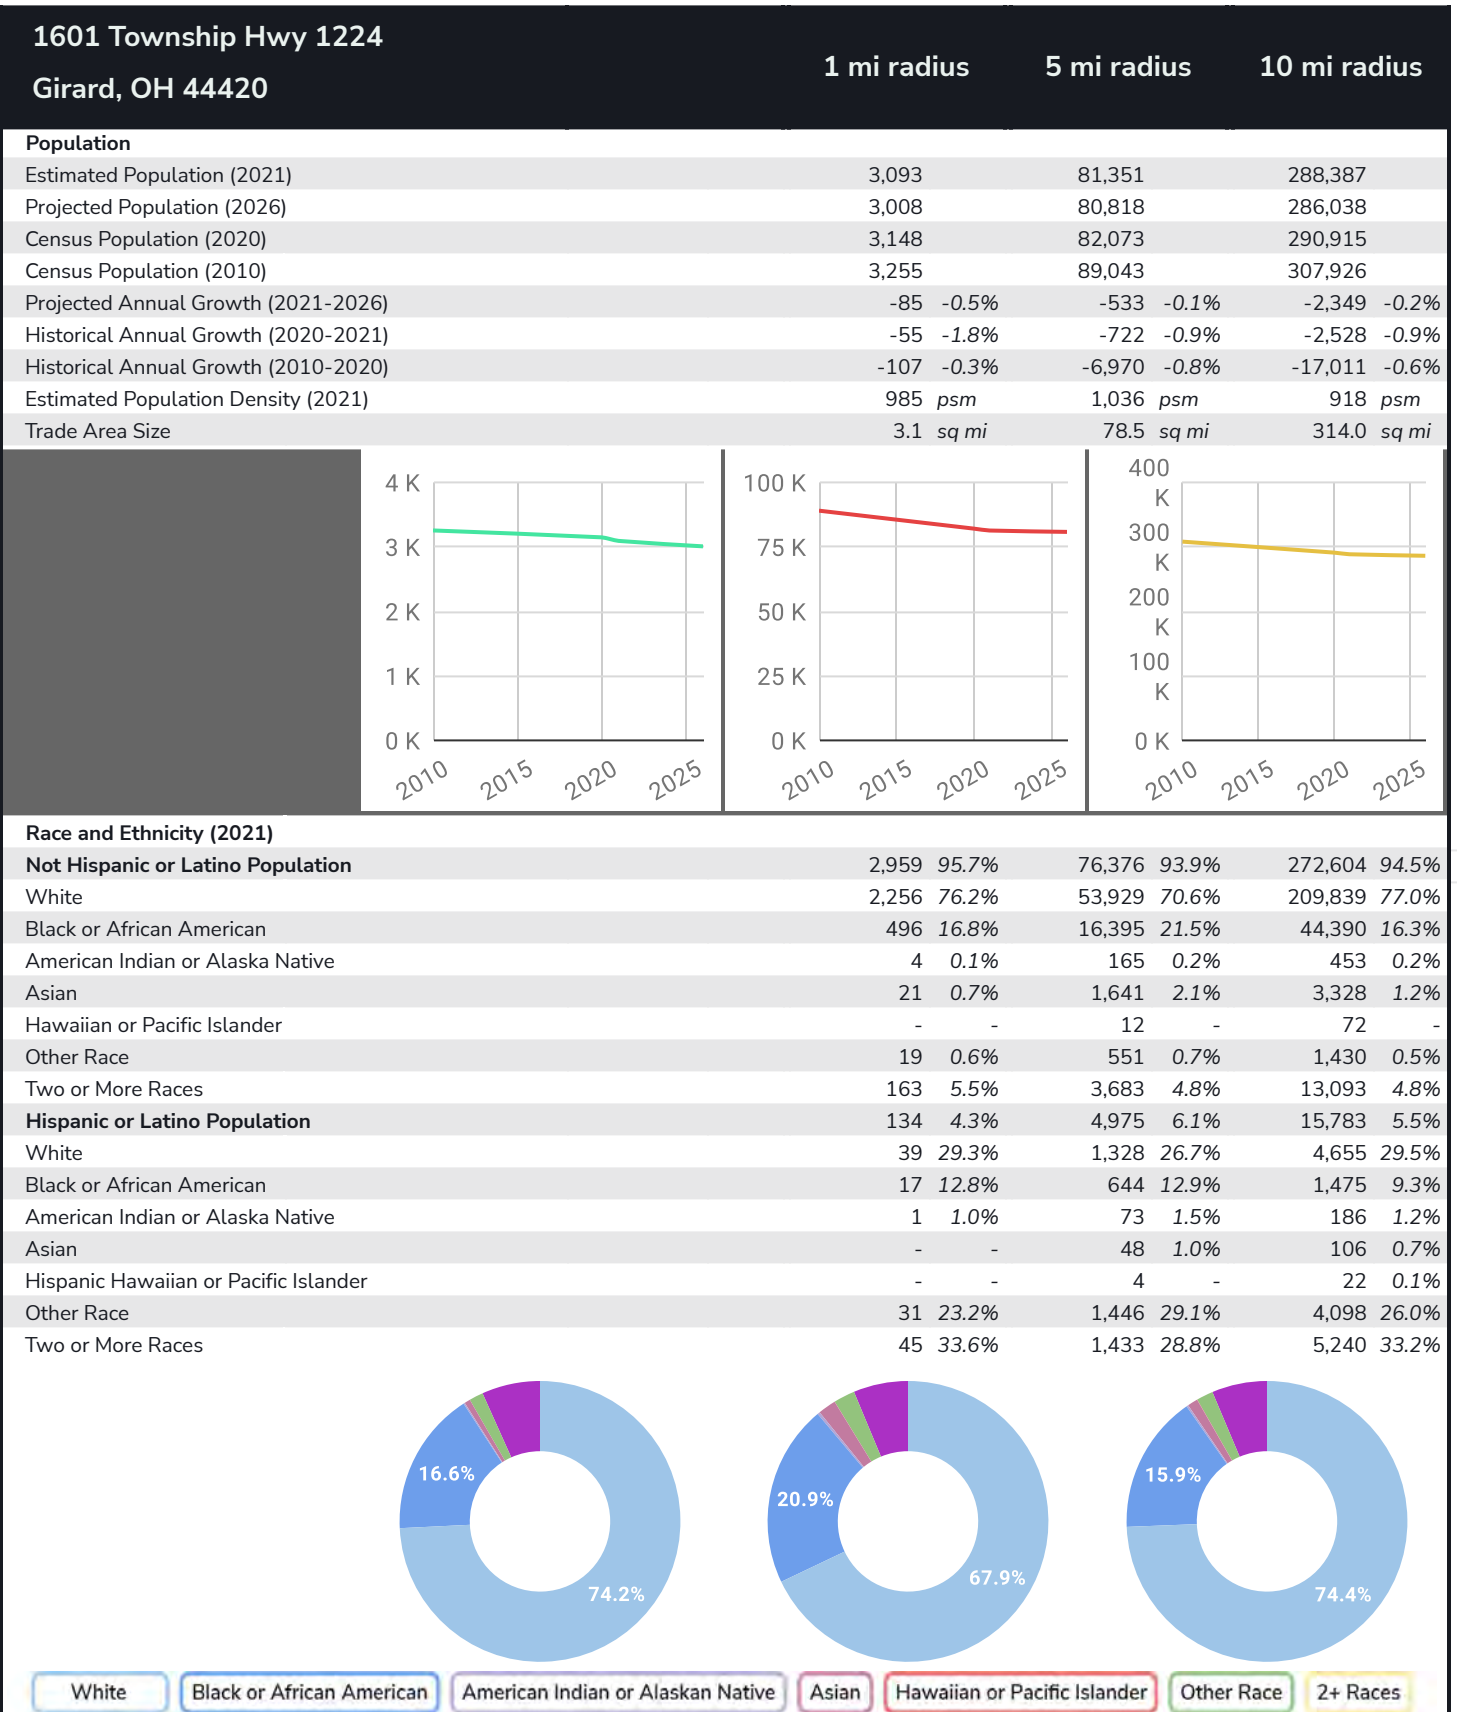 1601 Township Hwy 1224
Girard, OH 44420
1 mi radius 5 mi radius 10 mi radius
Population
Estimated Population (2021) 3,093 81,351 288,387
Projected Population (2026) 3,008 80,818 286,038
Census Population (2020) 3,148 82,073 290,915
Census Population (2010) 3,255 89,043 307,926
Projected Annual Growth (2021-2026) -85 -0.5% -533 -0.1% -2,349 -0.2%
Historical Annual Growth (2020-2021) -55 -1.8% -722 -0.9% -2,528 -0.9%
Historical Annual Growth (2010-2020) -107 -0.3% -6,970 -0.8% -17,011 -0.6%
Estimated Population Density (2021) 985 psm 1,036 psm 918 psm
Trade Area Size 3.1 sq mi 78.5 sq mi 314.0 sq mi
4 K
3 K
2 K
1 K
0 K
2010 2015 2020 2025
100 K
75 K
50 K
25 K
0 K
2010 2015 2020 2025
400
K
300
K
200
K
100
K
0 K
2010 2015 2020 2025
Race and Ethnicity (2021)
Not Hispanic or Latino Population 2,959 95.7% 76,376 93.9% 272,604 94.5%
White 2,256 76.2% 53,929 70.6% 209,839 77.0%
Black or African American 496 16.8% 16,395 21.5% 44,390 16.3%
American Indian or Alaska Native 4 0.1% 165 0.2% 453 0.2%
Asian 21 0.7% 1,641 2.1% 3,328 1.2%
Hawaiian or Pacific Islander - - 12 - 72 -
Other Race 19 0.6% 551 0.7% 1,430 0.5%
Two or More Races 163 5.5% 3,683 4.8% 13,093 4.8%
Hispanic or Latino Population 134 4.3% 4,975 6.1% 15,783 5.5%
White 39 29.3% 1,328 26.7% 4,655 29.5%
Black or African American 17 12.8% 644 12.9% 1,475 9.3%
American Indian or Alaska Native 1 1.0% 73 1.5% 186 1.2%
Asian - - 48 1.0% 106 0.7%
Hispanic Hawaiian or Pacific Islander - - 4 - 22 0.1%
Other Race 31 23.2% 1,446 29.1% 4,098 26.0%
Two or More Races 45 33.6% 1,433 28.8% 5,240 33.2%
16.6%
74.2%
20.9%
67.9%
15.9%
74.4%
White Black or African American American Indian or Alaskan Native Asian Hawaiian or Pacific Islander Other Race 2+ Races